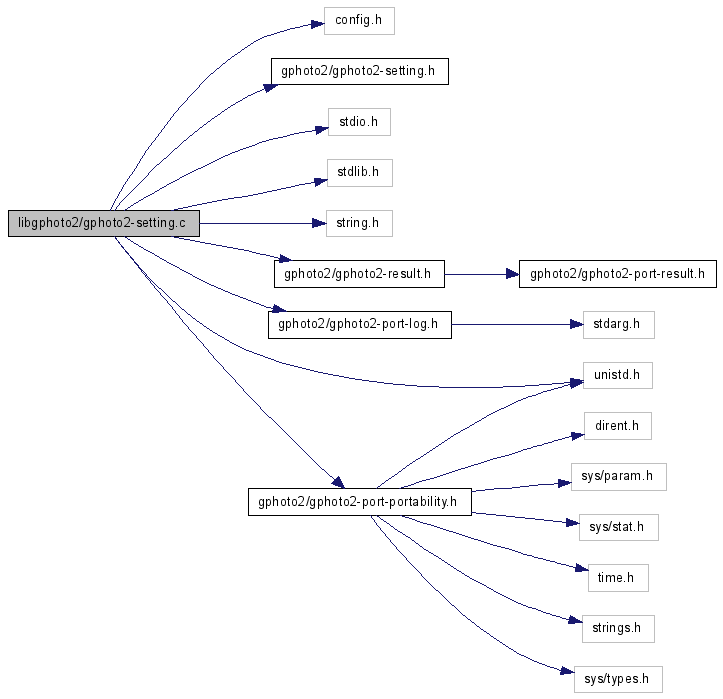 config.h
gphoto2/gphoto2-setting.h
stdio.h
stdlib.h
libgphoto2/gphoto2-setting.c
string.h
gphoto2/gphoto2-result.h
gphoto2/gphoto2-port-result.h
gphoto2/gphoto2-port-log.h
stdarg.h
unistd.h
dirent.h
sys/param.h
gphoto2/gphoto2-port-portability.h
sys/stat.h
time.h
strings.h
sys/types.h